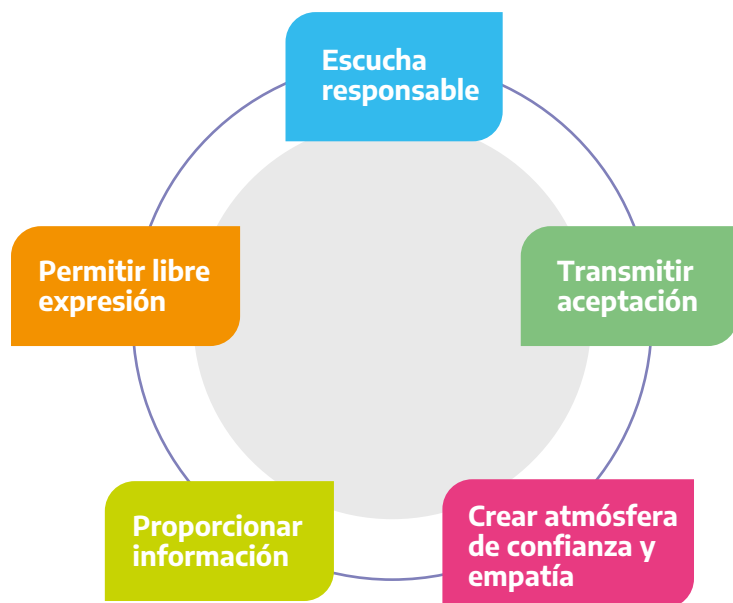 Escucha
responsable
Transmitir
aceptación
Crear atmósfera
de confianza y
empatía
Proporcionar
información
Permitir libre
expresión